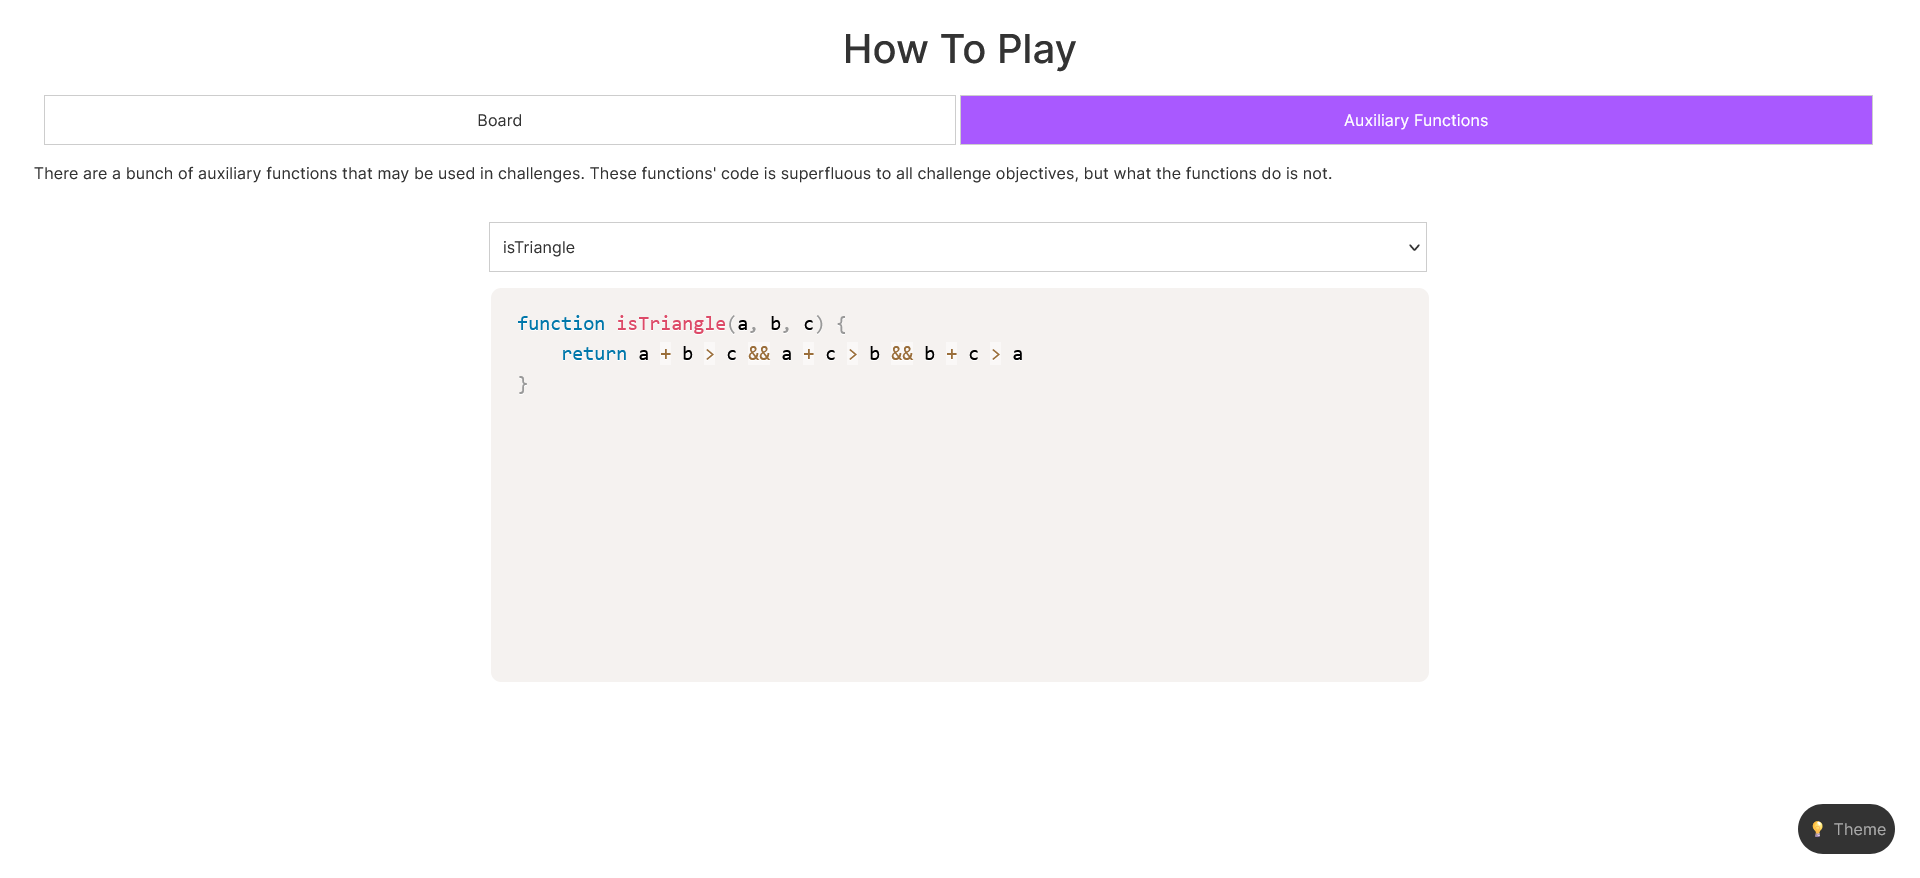 How To Play
Board
Auxiliary Functions
There are a bunch of auxiliary functions that may be used in challenges. These functions' code is superfluous to all challenge objectives, but what the functions do is not.
isTriangle
function isTriangle(a, b, c) {
    return a + b > c && a + c > b && b + c > a
}
Theme